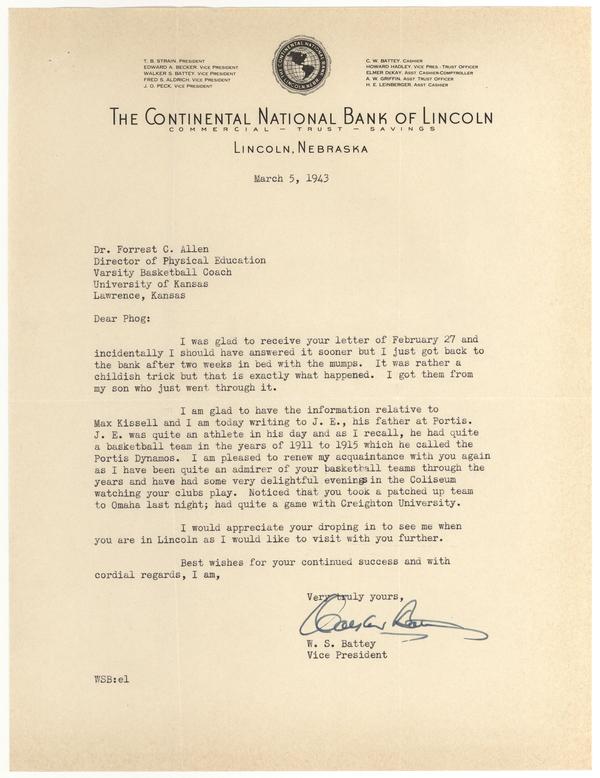 T. B. STRAIN, PRESIDENT
EDWARD A. BECKER, VICE PRESIDENT
WALKER S. BATTEY, VICE PRESIDENT
FRED S. ALDRICH, VICE PRESIDENT
J. O. PECK, VICE PRESIDENT
C. W. BATTEY, CASHIER
HOWARD HADLEY, VICE PRES - TRUST OFFICER
ELMER DEKAY, ASST CASHIER-COMPTROLLER
A. W. GRIFFIN, ASST TRUST OFFICER
H. E. LEINBERGER, ASST CASHIER
THE CONTINENTAL NATIONAL BANK OF LINCOLN
COMMERCIAL — TRUST — SAVINGS
LINCOLN, NEBRASKA
March 5, 1943
Dr. Forrest C. Allen
Director of Physical Education
Varsity Basketball Coach
University of Kansas
Lawrence, Kansas
Dear Phog:
I was glad to receive your letter of February 27 and
incidentally I should have answered it sooner but I just got back to
the bank after two weeks in bed with the mumps. It was rather a
childish trick but that is exactly what happened. I got them from
my son who just went through it.
I am glad to have the information relative to
Max Kissell and I am today writing to J. E., his father at Portis.
J. E. was quite an athlete in his day and as I recall, he had quite
a basketball team in the years of 1911 to 1915 which he called the
Portis Dynamos. I am pleased to renew my acquaintance with you again
as I have been quite an admirer of your basketball teams through the
years and have had some very delightful evenings in the Coliseum
watching your clubs play. Noticed that you took a patched up team
to Omaha last night; had quite a game with Creighton University.
I would appreciate your droping in to see me when
you are in Lincoln as I would like to visit with you further.
Best wishes for your continued success and with
cordial regards, I am,
Very truly yours,
W. S. Battey
Vice President
WSB:el